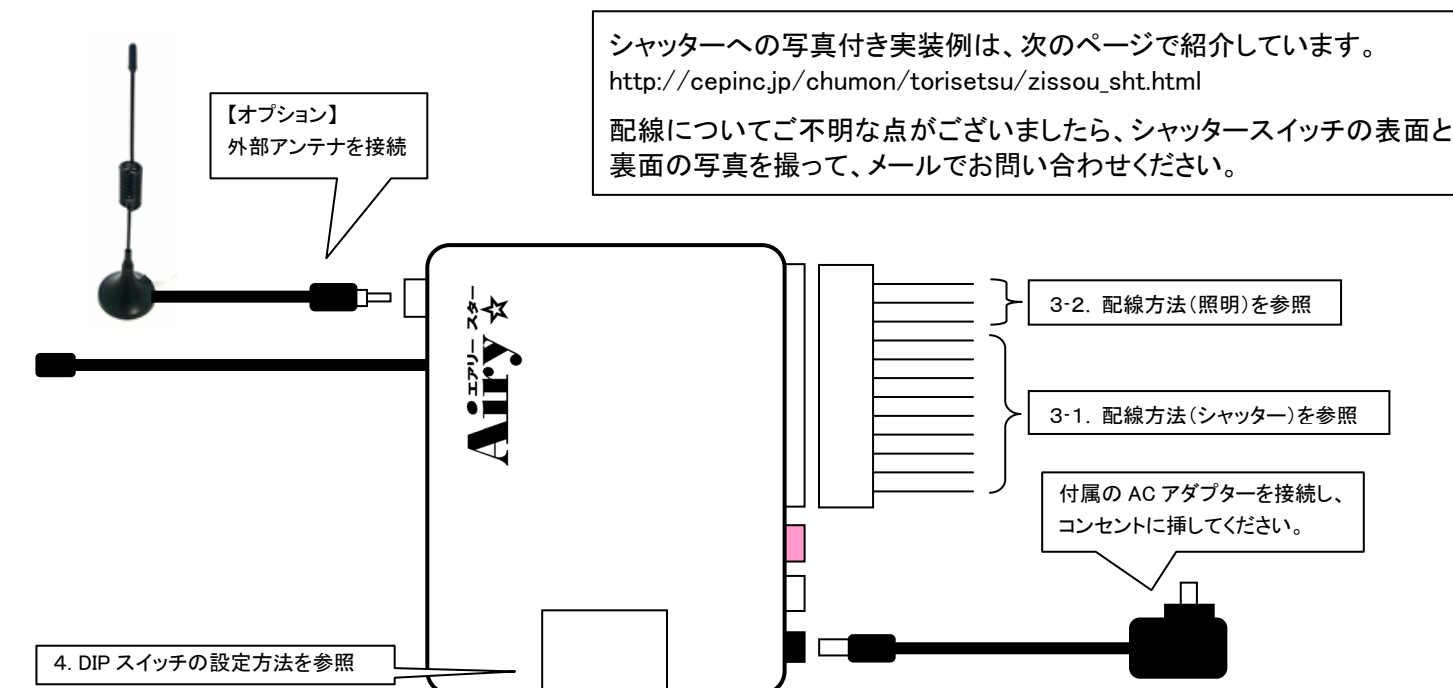 シャッターへの写真付き実装例は、次のページで紹介しています。
http://cepinc.jp/chumon/torisetsu/zissou_sht.html
配線についてご不明な点がございましたら、シャッタースイッチの表面と
裏面の写真を撮って、メールでお問い合わせください。
【オプション】
外部アンテナを接続
エアリー スター
Airy☆
3-2. 配線方法(照明)を参照
3-1. 配線方法(シャッター)を参照
付属の AC アダプターを接続し、
コンセントに挿してください。
4. DIP スイッチの設定方法を参照